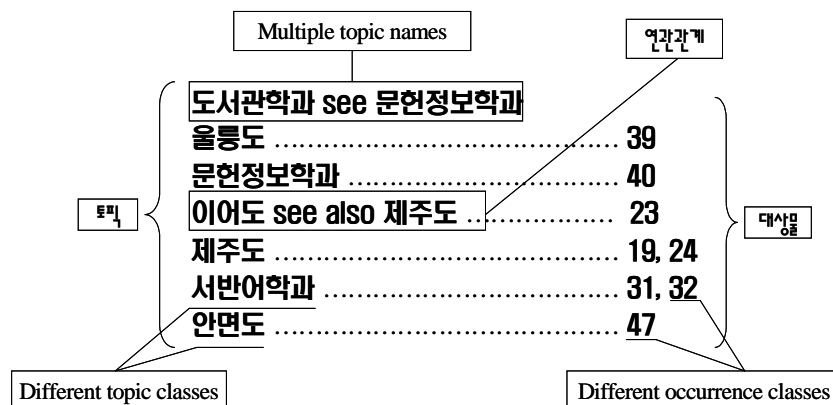 Multiple topic names
연관관계
도서관학과 see 문헌정보학과
울릉도 ........................................ 39
문헌정보학과 ............................... 40
토픽
이어도 see also 제주도 ................ 23
대상물
제주도 ........................................ 19, 24
서반어학과 .................................. 31, 32
안면도 ........................................ 47
Different topic classes
Different occurrence classes